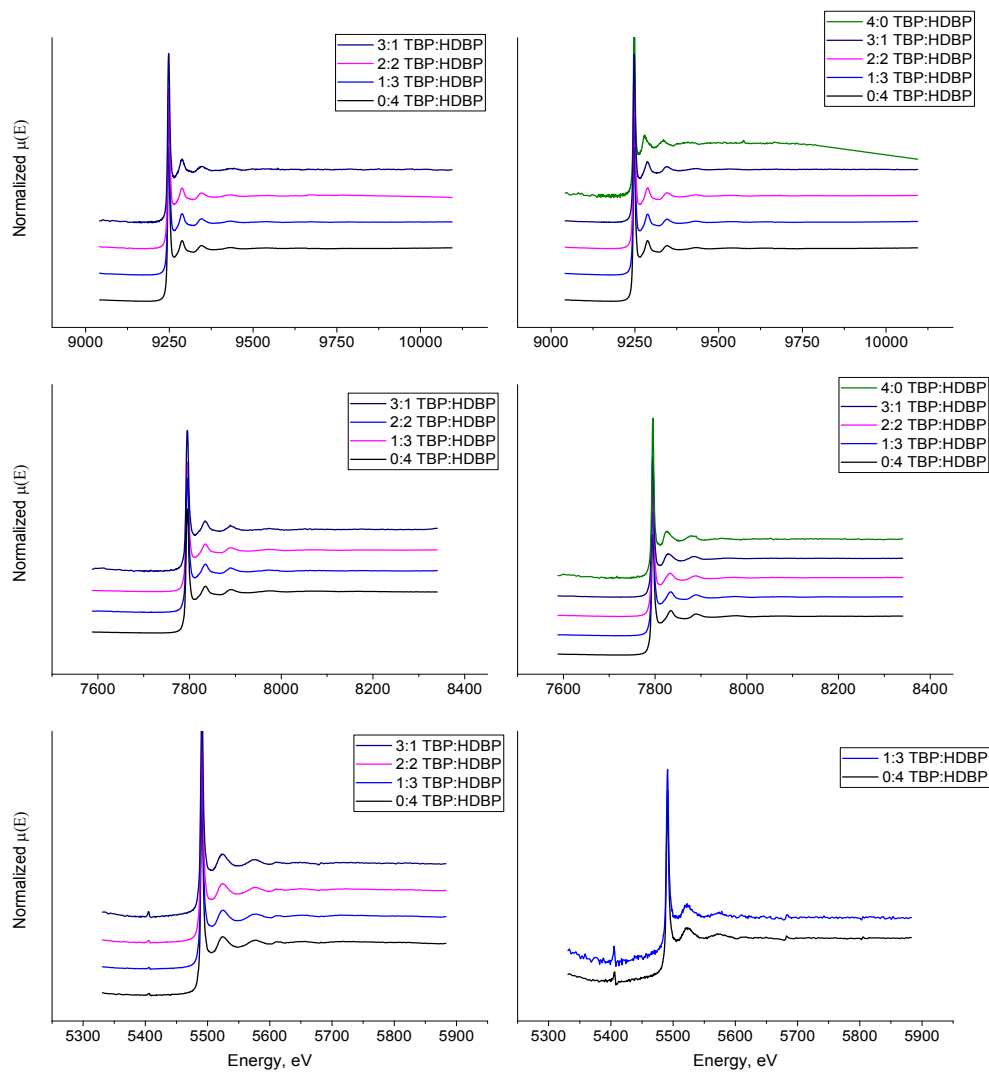 3:1 TBP:HDBP
2:2 TBP:HDBP
1:3 TBP:HDBP
0:4 TBP:HDBP
Normalized μ(E)
9000 9250 9500 9750 10000
4:0 TBP:HDBP
3:1 TBP:HDBP
2:2 TBP:HDBP
1:3 TBP:HDBP
0:4 TBP:HDBP
9000 9250 9500 9750 10000
3:1 TBP:HDBP
2:2 TBP:HDBP
1:3 TBP:HDBP
0:4 TBP:HDBP
Normalized μ(E)
7600 7800 8000 8200 8400
4:0 TBP:HDBP
3:1 TBP:HDBP
2:2 TBP:HDBP
1:3 TBP:HDBP
0:4 TBP:HDBP
7600 7800 8000 8200 8400
3:1 TBP:HDBP
2:2 TBP:HDBP
1:3 TBP:HDBP
0:4 TBP:HDBP
Normalized μ(E)
5300 5400 5500 5600 5700 5800 5900
Energy, eV
1:3 TBP:HDBP
0:4 TBP:HDBP
5300 5400 5500 5600 5700 5800 5900
Energy, eV